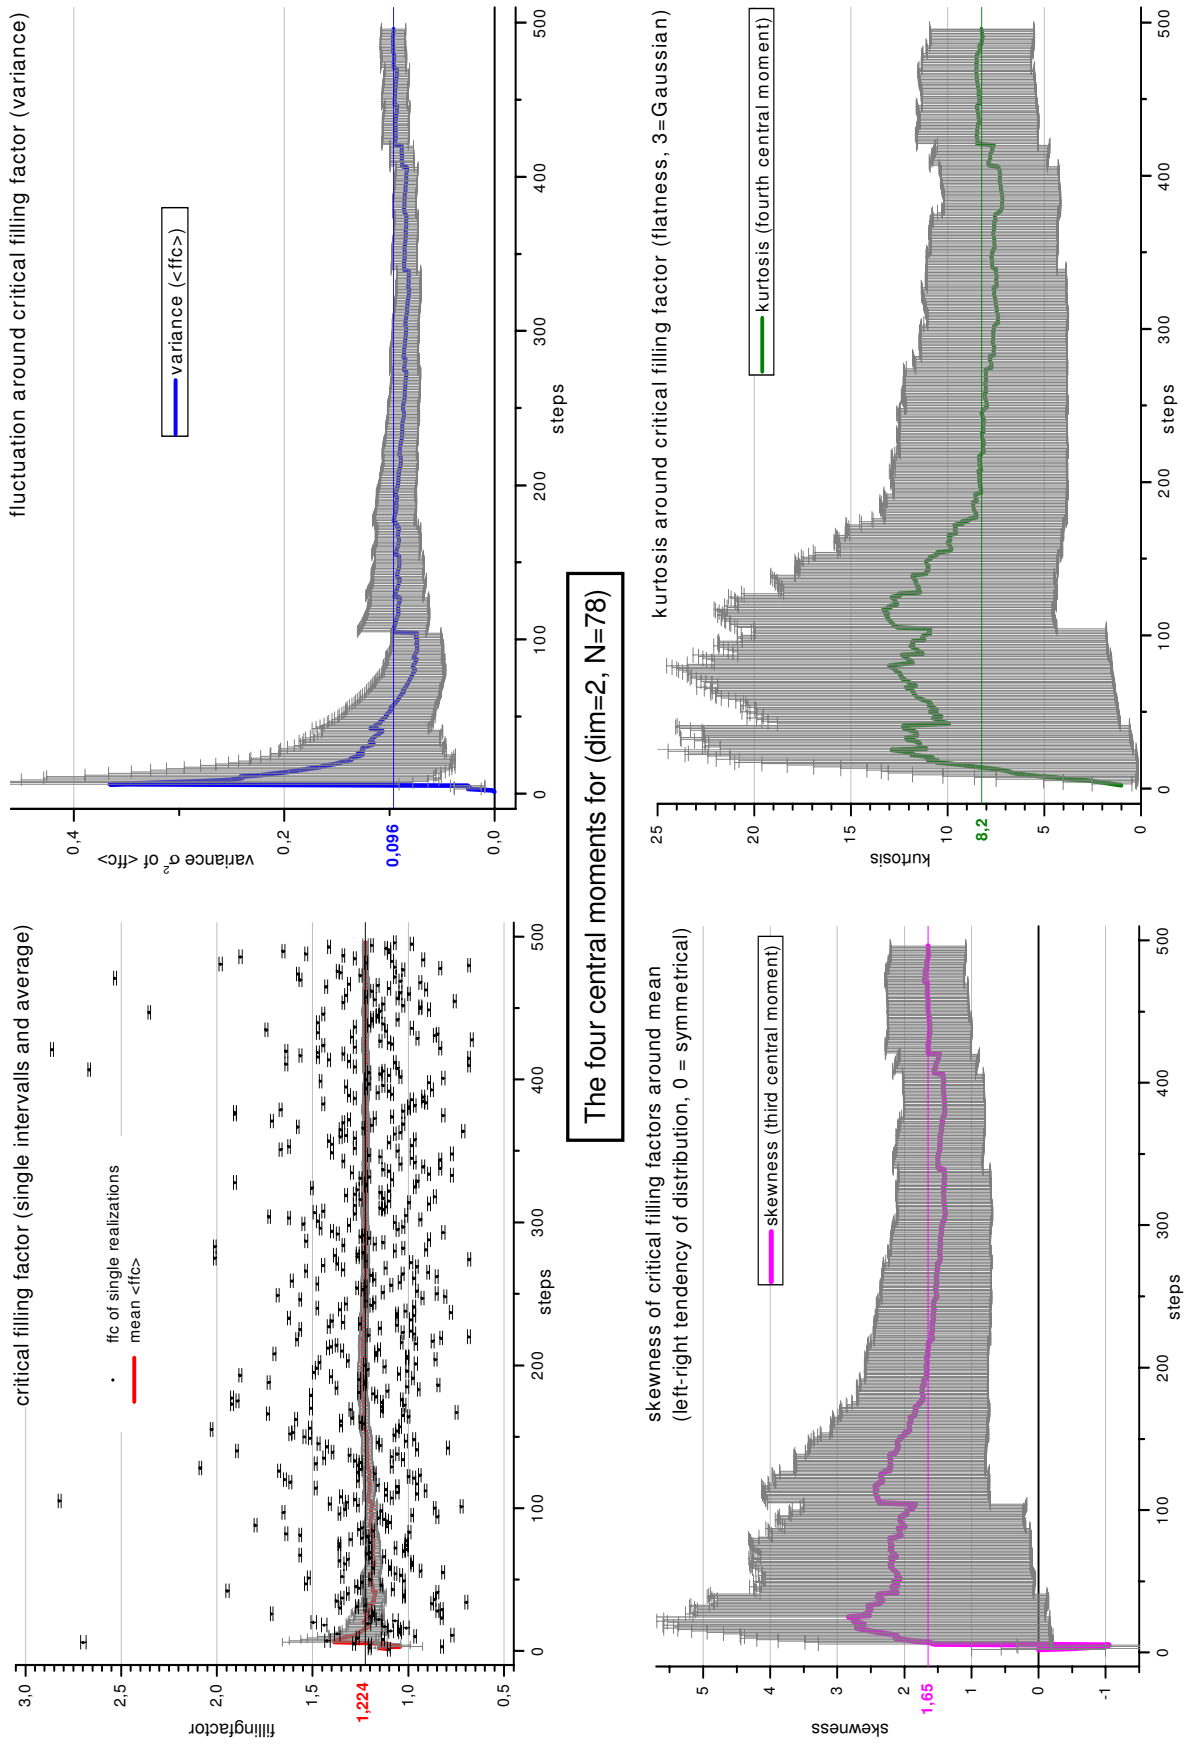 critical filling factor (single intervalls and average)
ffc of single realizations
mean <ffc>
fillingfactor
3,0
2,5
2,0
1,5
1,224
1,0
0,5
0
100
200
300
400
500
steps
fluctuation around critical filling factor (variance)
variance (<ffc>)
variance σ² of <ffc>
0,4
0,2
0,096
0,0
0
100
200
300
400
500
steps
The four central moments for (dim=2, N=78)
skewness of critical filling factors around mean
(left-right tendency of distribution, 0 = symmetrical)
skewness (third central moment)
skewness
5
4
3
2
1,65
1
0
-1
0
100
200
300
400
500
steps
kurtosis around critical filling factor (flatness, 3=Gaussian)
kurtosis (fourth central moment)
kurtosis
25
20
15
10
8,2
5
0
0
100
200
300
400
500
steps